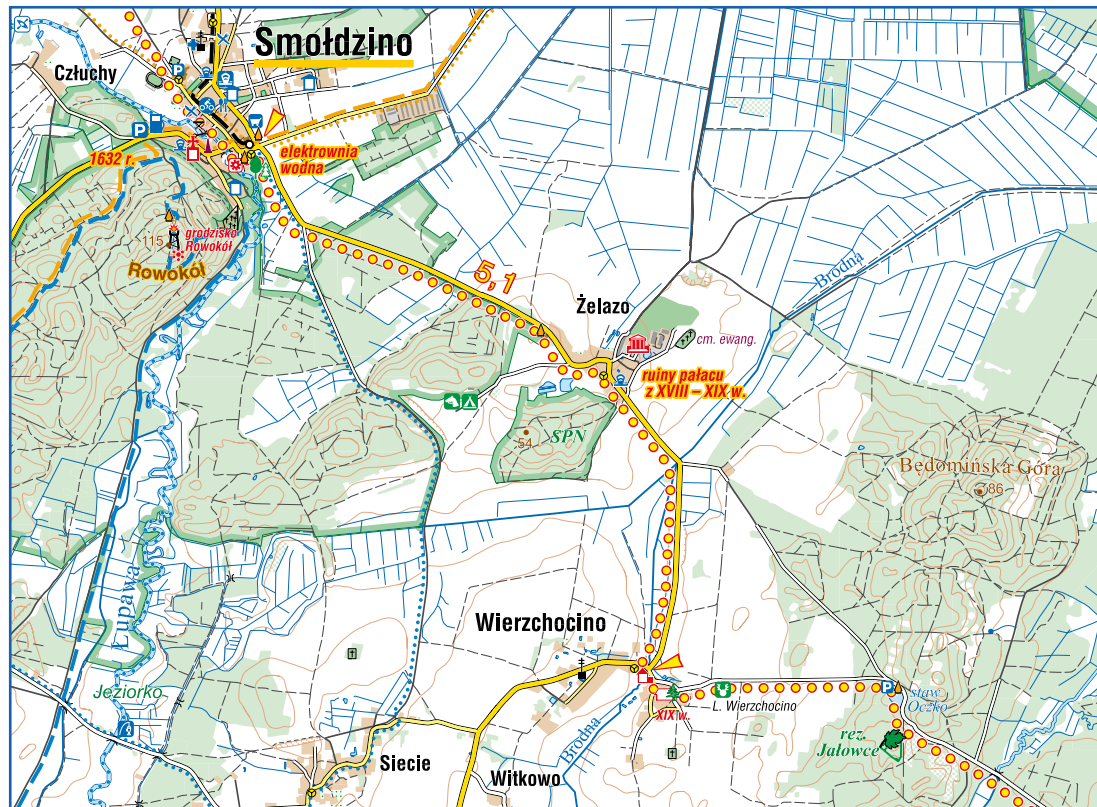 Smołdzino
Człuchy
P
P
1632 r.
elektrownia
wodna
grodzisko
Rowokół
115
Rowokół
5,1
Żelazo
Brodna
cm. ewang.
ruiny pałacu
z XVIII – XIX w.
54
SPN
Będomińska Góra
86
Łupawa
Wierzchocino
Jeziorko
L. Wierzchocino
P
staw
Oczko
XIX w.
rez.
Jałowce
Brodna
Siecie
Witkowo